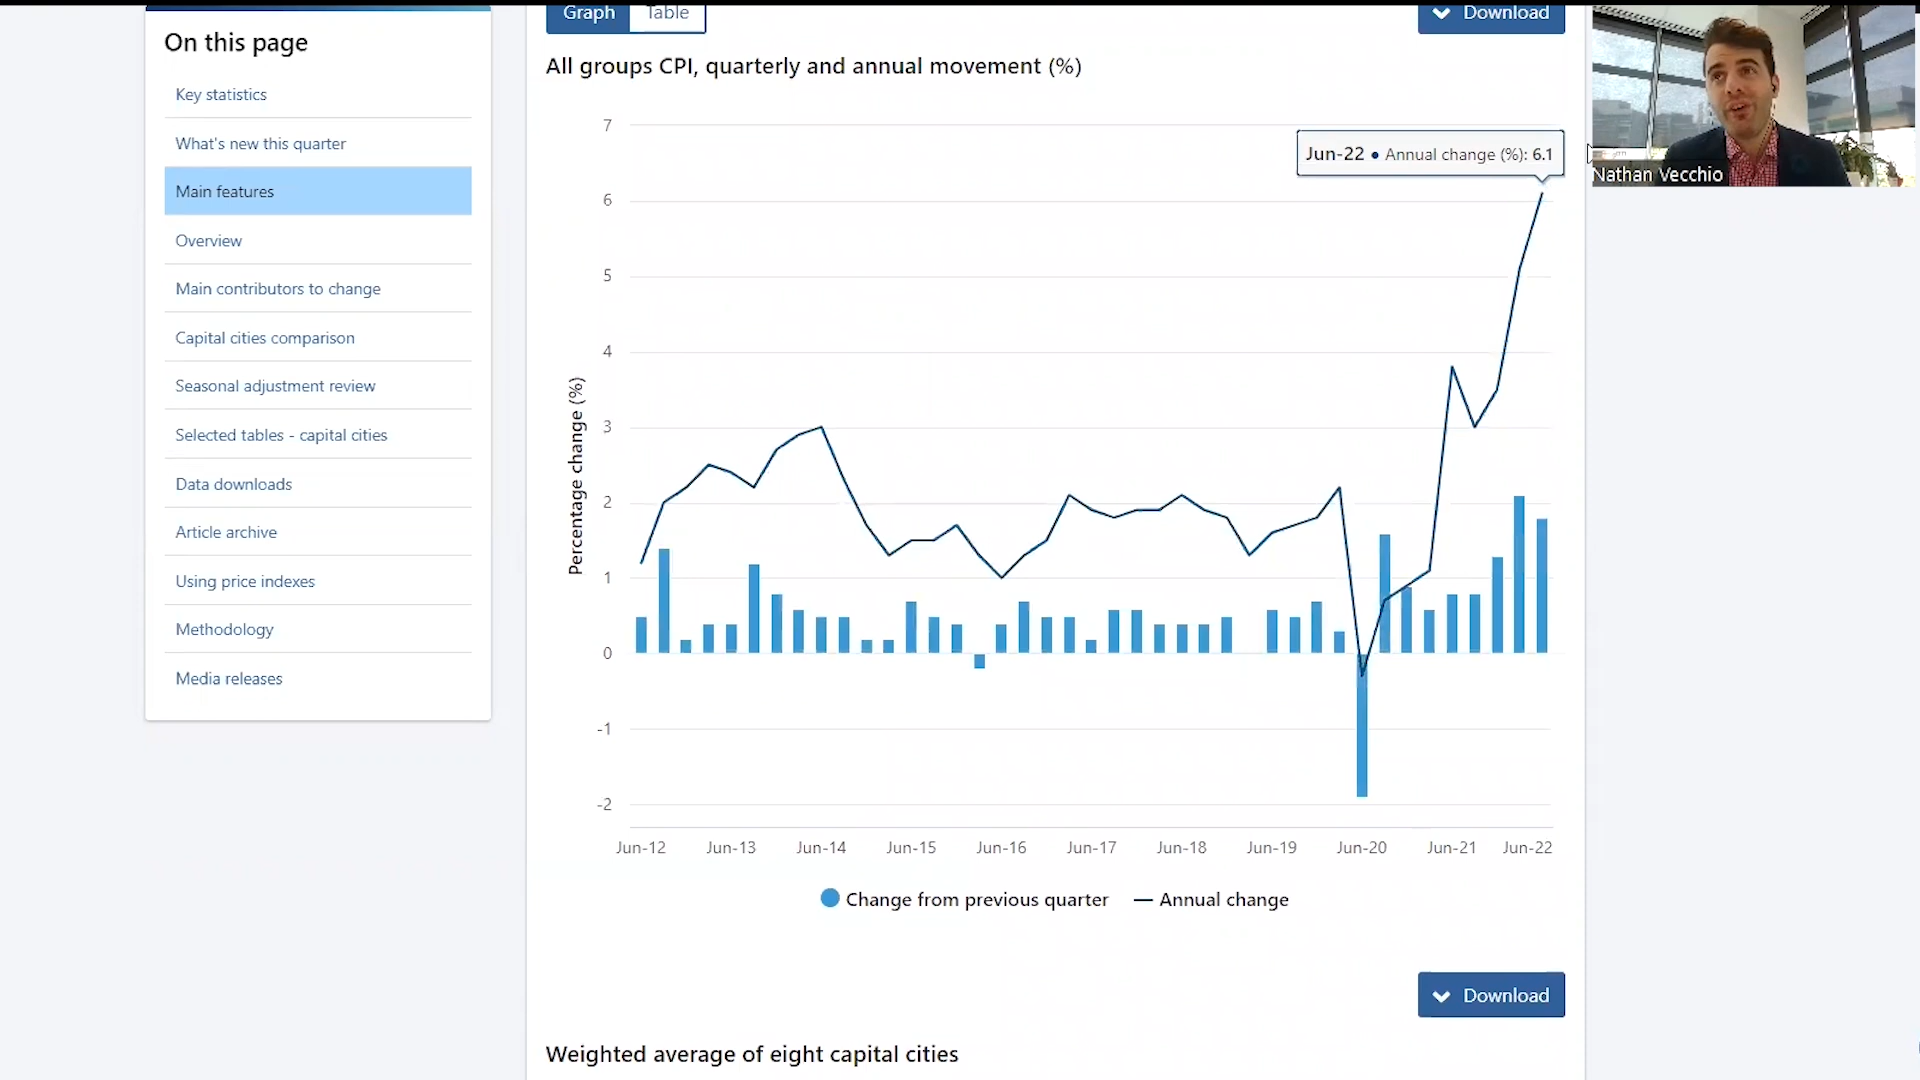 On this page
Key statistics
What's new this quarter
Main features
Overview
Main contributors to change
Capital cities comparison
Seasonal adjustment review
Selected tables - capital cities
Data downloads
Article archive
Using price indexes
Methodology
Media releases
Graph Table
Download
All groups CPI, quarterly and annual movement (%)
Jun-22 • Annual change (%): 6.1
Percentage change (%)
7
6
5
4
3
2
1
0
-1
-2
Jun-12 Jun-13 Jun-14 Jun-15 Jun-16 Jun-17 Jun-18 Jun-19 Jun-20 Jun-21 Jun-22
Change from previous quarter Annual change
Download
Weighted average of eight capital cities
Nathan Vecchio